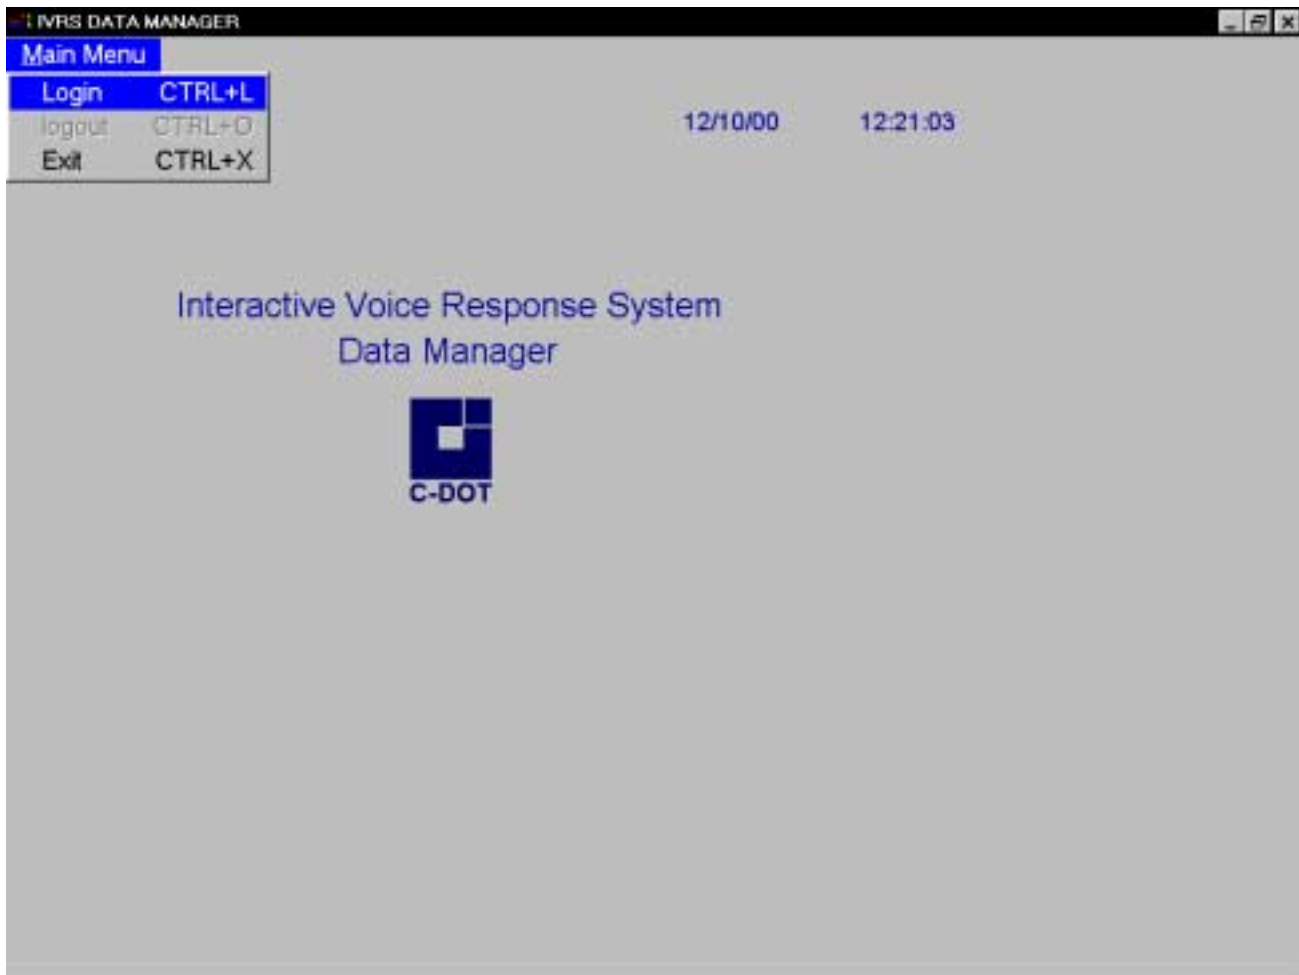 IVRS DATA MANAGER
Main Menu
Login CTRL+L
logout CTRL+O
Exit CTRL+X
12/10/00 12:21:03
Interactive Voice Response System
Data Manager
C-DOT